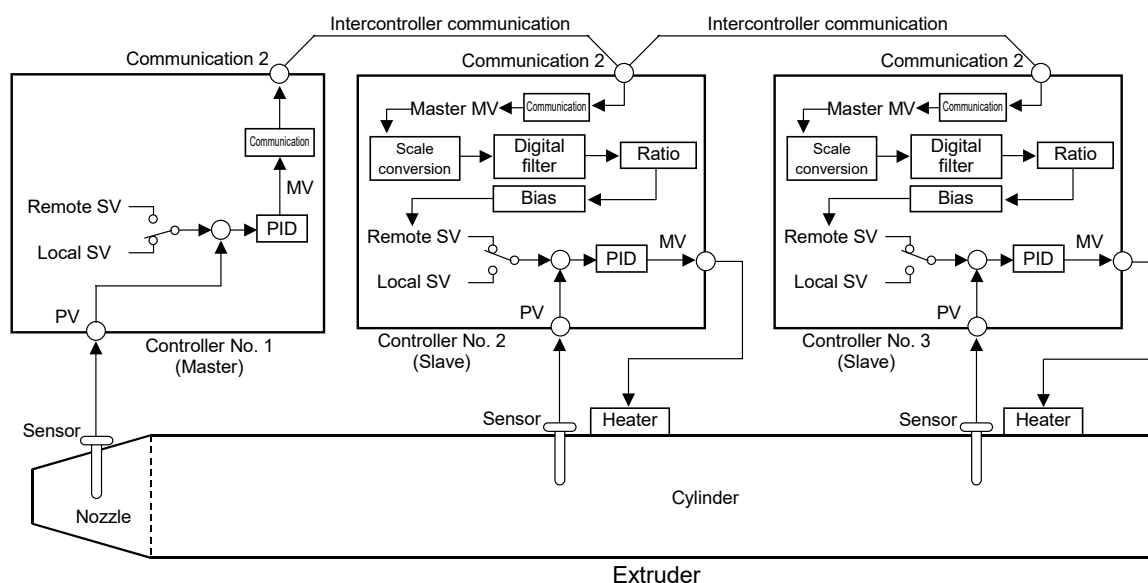 Intercontroller communication
Intercontroller communication
Communication 2
Communication
MV
Remote SV
Local SV
PID
PV
Controller No. 1
(Master)
Communication 2
Master MV
Communication
Scale
conversion
Digital
filter
Ratio
Bias
Remote SV
Local SV
PID
MV
PV
Controller No. 2
(Slave)
Communication 2
Master MV
Communication
Scale
conversion
Digital
filter
Ratio
Bias
Remote SV
Local SV
PID
MV
PV
Controller No. 3
(Slave)
Sensor
Sensor
Heater
Sensor
Heater
Nozzle
Cylinder
Extruder